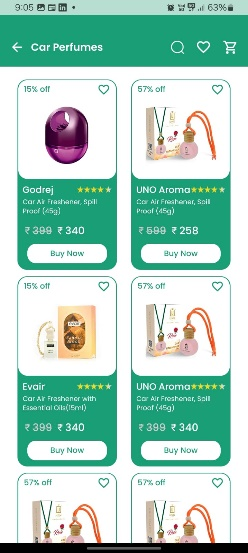 9:05
63%
Car Perfumes
15% off
Godrej
Car Air Freshener, Spill
Proof (45g)
₹ 399 ₹ 340
Buy Now
57% off
UNO Aroma
Car Air Freshener, Spill
Proof (45g)
₹ 599 ₹ 258
Buy Now
15% off
Evair
Car Air Freshener with
Essential Oils(15ml)
₹ 399 ₹ 340
Buy Now
57% off
UNO Aroma
Car Air Freshener, Spill
Proof (45g)
₹ 399 ₹ 340
Buy Now
57% off
57% off